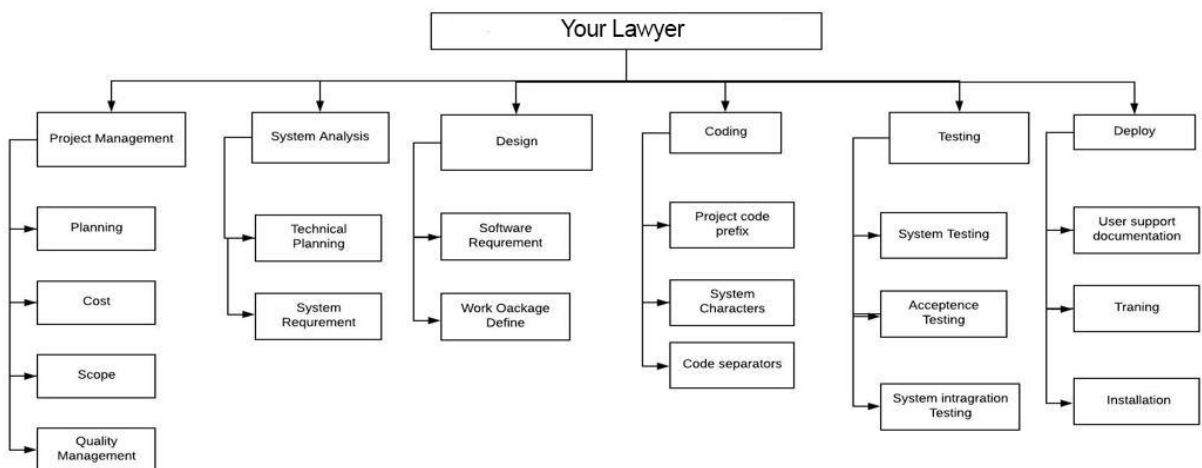 Your Lawyer
Project Management
System Analysis
Design
Coding
Testing
Deploy
Planning
Cost
Scope
Quality
Management
Technical
Planning
System
Requrement
Software
Requrement
Work Oackage
Define
Project code
prefix
System
Characters
Code separators
System Testing
Acceptence
Testing
System intragration
Testing
User support
documentation
Traning
Installation